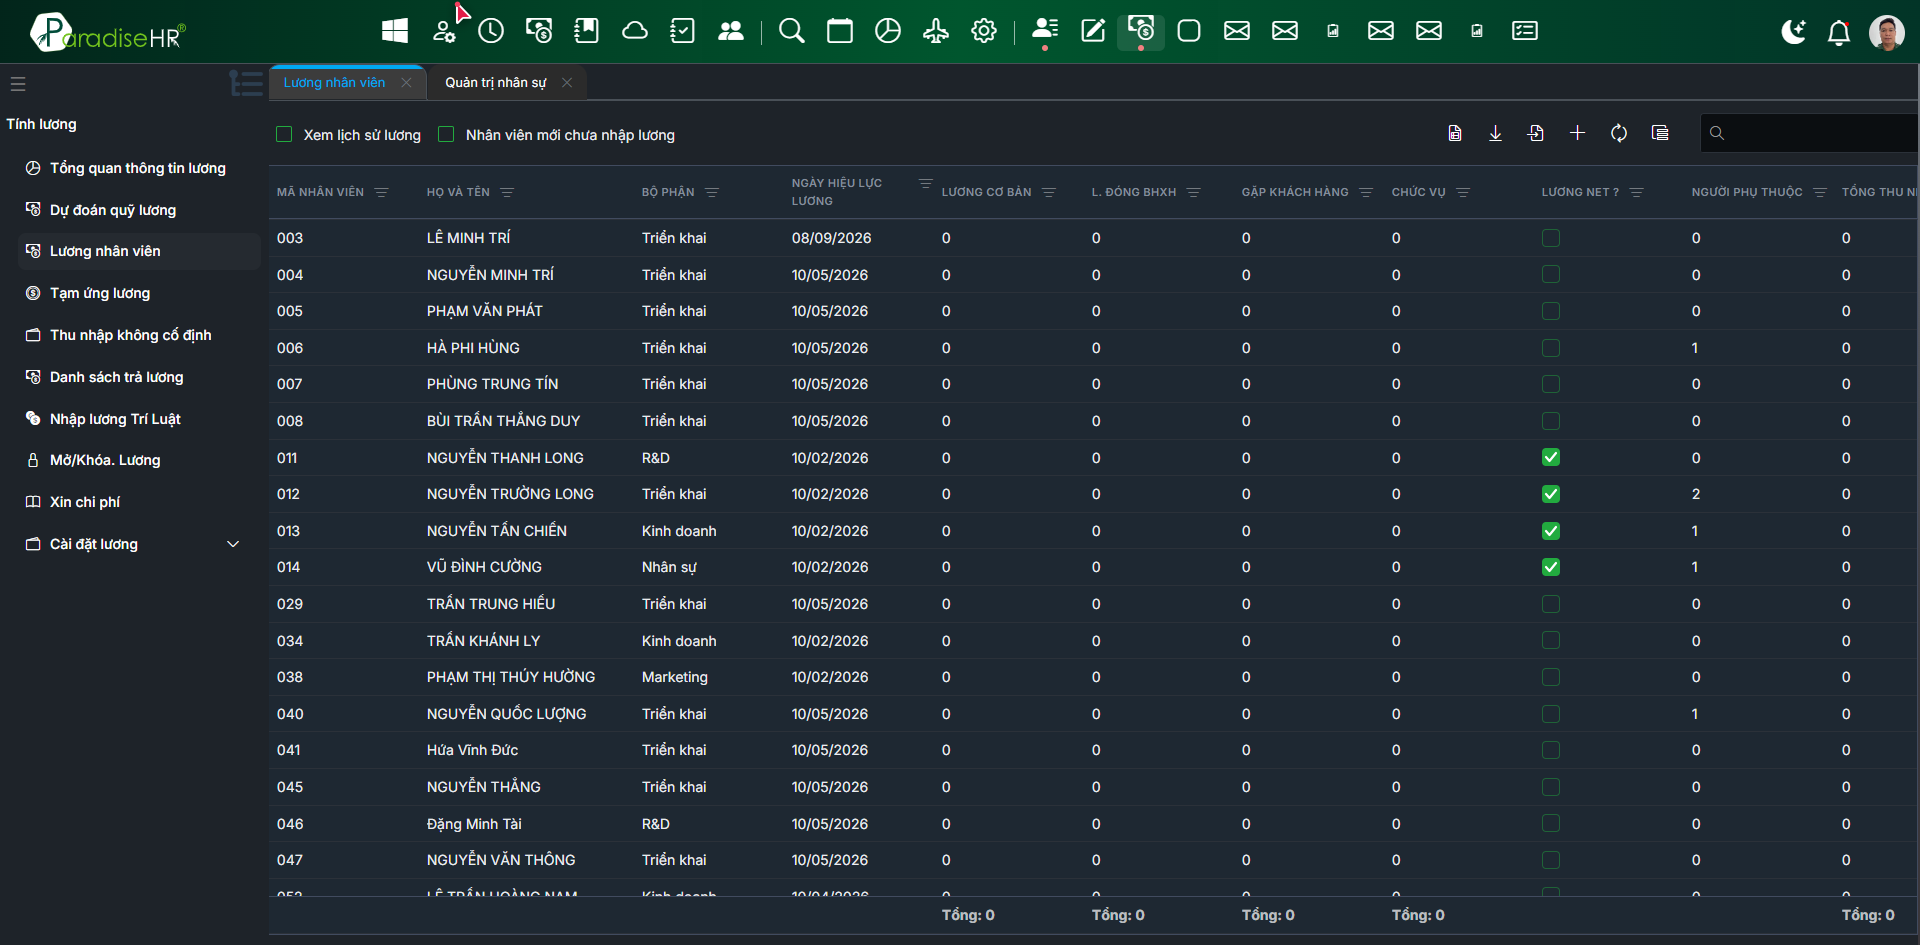 ParadiseHR®
Lương nhân viên
Quản trị nhân sự
Tính lương
Tổng quan thông tin lương
Dự đoán quỹ lương
Lương nhân viên
Tạm ứng lương
Thu nhập không cố định
Danh sách trả lương
Nhập lương Trí Luật
Mở/Khóa. Lương
Xin chi phí
Cài đặt lương
Xem lịch sử lương Nhân viên mới chưa nhập lương
MÃ NHÂN VIÊN HỌ VÀ TÊN BỘ PHẬN NGÀY HIỆU LỰC LƯƠNG LƯƠNG CƠ BẢN L. ĐÓNG BHXH GẶP KHÁCH HÀNG CHỨC VỤ LƯƠNG NET ? NGƯỜI PHỤ THUỘC TỔNG THU
003 LÊ MINH TRÍ Triển khai 08/09/2026 0 0 0 0 0 0
004 NGUYỄN MINH TRÍ Triển khai 10/05/2026 0 0 0 0 0 0
005 PHẠM VĂN PHÁT Triển khai 10/05/2026 0 0 0 0 0 0
006 HÀ PHI HÙNG Triển khai 10/05/2026 0 0 0 0 1 0
007 PHÙNG TRUNG TÍN Triển khai 10/05/2026 0 0 0 0 0 0
008 BÙI TRẦN THẮNG DUY Triển khai 10/05/2026 0 0 0 0 0 0
011 NGUYỄN THANH LONG R&D 10/02/2026 0 0 0 0 0 0
012 NGUYỄN TRƯỜNG LONG Triển khai 10/02/2026 0 0 0 0 2 0
013 NGUYỄN TẤN CHIẾN Kinh doanh 10/02/2026 0 0 0 0 1 0
014 VŨ ĐÌNH CƯỜNG Nhân sự 10/02/2026 0 0 0 0 1 0
029 TRẦN TRUNG HIẾU Triển khai 10/05/2026 0 0 0 0 0 0
034 TRẦN KHÁNH LY Kinh doanh 10/02/2026 0 0 0 0 0 0
038 PHẠM THỊ THÚY HƯỜNG Marketing 10/02/2026 0 0 0 0 0 0
040 NGUYỄN QUỐC LƯỢNG Triển khai 10/05/2026 0 0 0 0 1 0
041 Hứa Vĩnh Đức Triển khai 10/05/2026 0 0 0 0 0 0
045 NGUYỄN THẮNG Triển khai 10/05/2026 0 0 0 0 0 0
046 Đặng Minh Tài R&D 10/05/2026 0 0 0 0 0 0
047 NGUYỄN VĂN THÔNG Triển khai 10/05/2026 0 0 0 0 0 0
LÊ TRẦN HOÀNG NAM Kinh doanh 10/04/2026 0 0 0 0 0 0
Tổng: 0 Tổng: 0 Tổng: 0 Tổng: 0 Tổng: 0